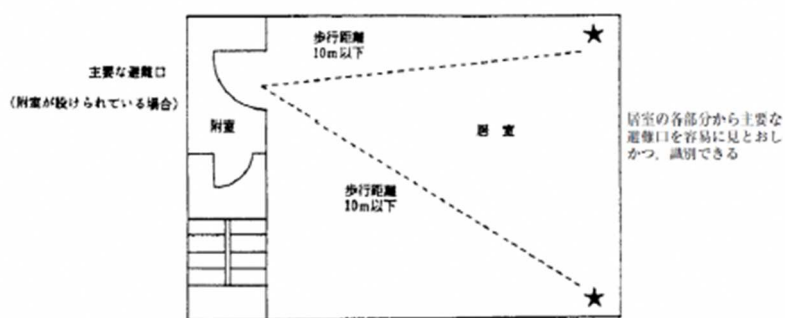 歩行距離
10m以下
主要な避難口
(附室が設けられている場合)
附室
居室
居室の各部分から主要な
避難口を容易に見とおし
かつ、識別できる
歩行距離
10m以下